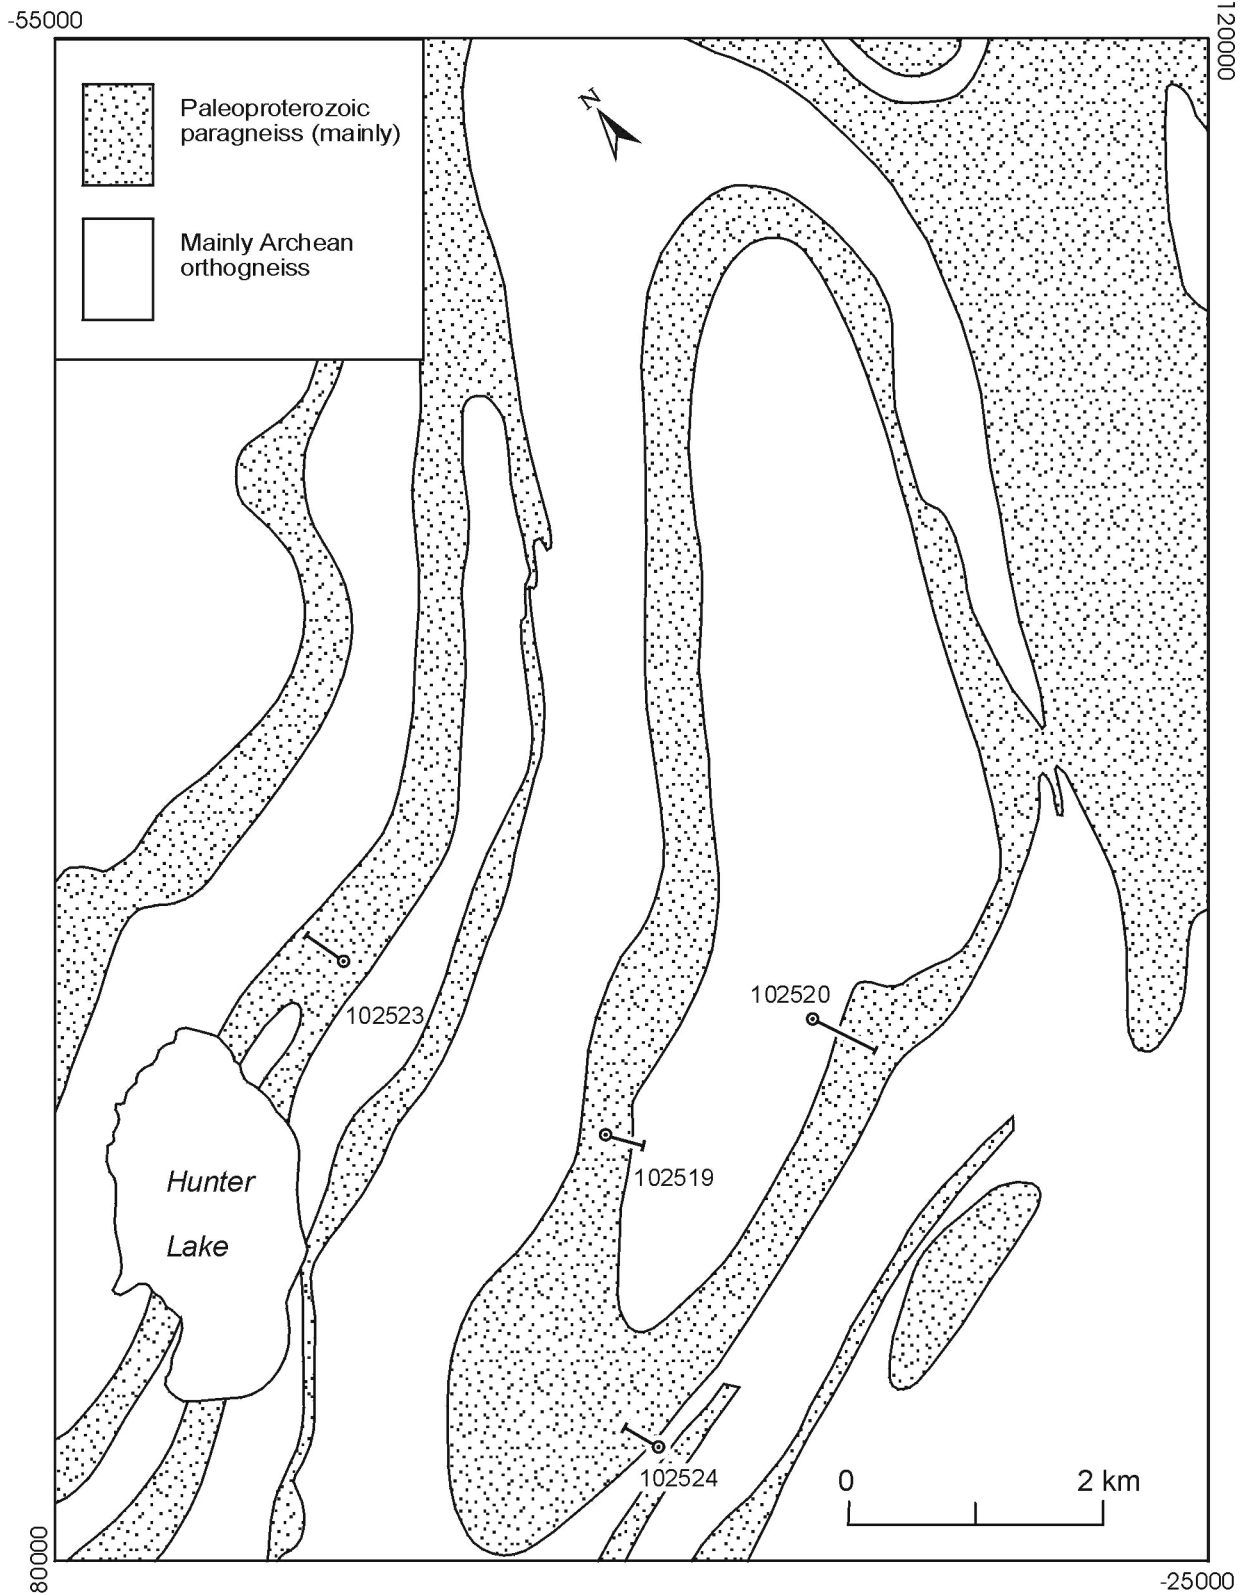 -55000
120000
Paleoproterozoic
paragneiss (mainly)
Mainly Archean
orthogneiss
N
102520
102523
102519
Hunter
Lake
102524
0
2 km
80000
-25000